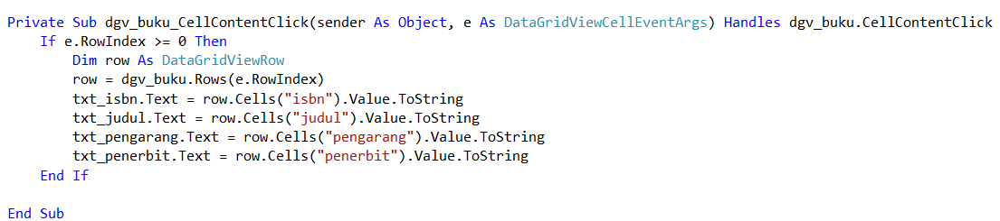 Private Sub dgv_buku_CellContentClick(sender As Object, e As DataGridViewCellEventArgs) Handles dgv_buku.CellContentClick
If e.RowIndex >= 0 Then
Dim row As DataGridViewRow
row = dgv_buku.Rows(e.RowIndex)
txt_isbn.Text = row.Cells("isbn").Value.ToString
txt_judul.Text = row.Cells("judul").Value.ToString
txt_pengarang.Text = row.Cells("pengarang").Value.ToString
txt_penerbit.Text = row.Cells("penerbit").Value.ToString
End If
End Sub